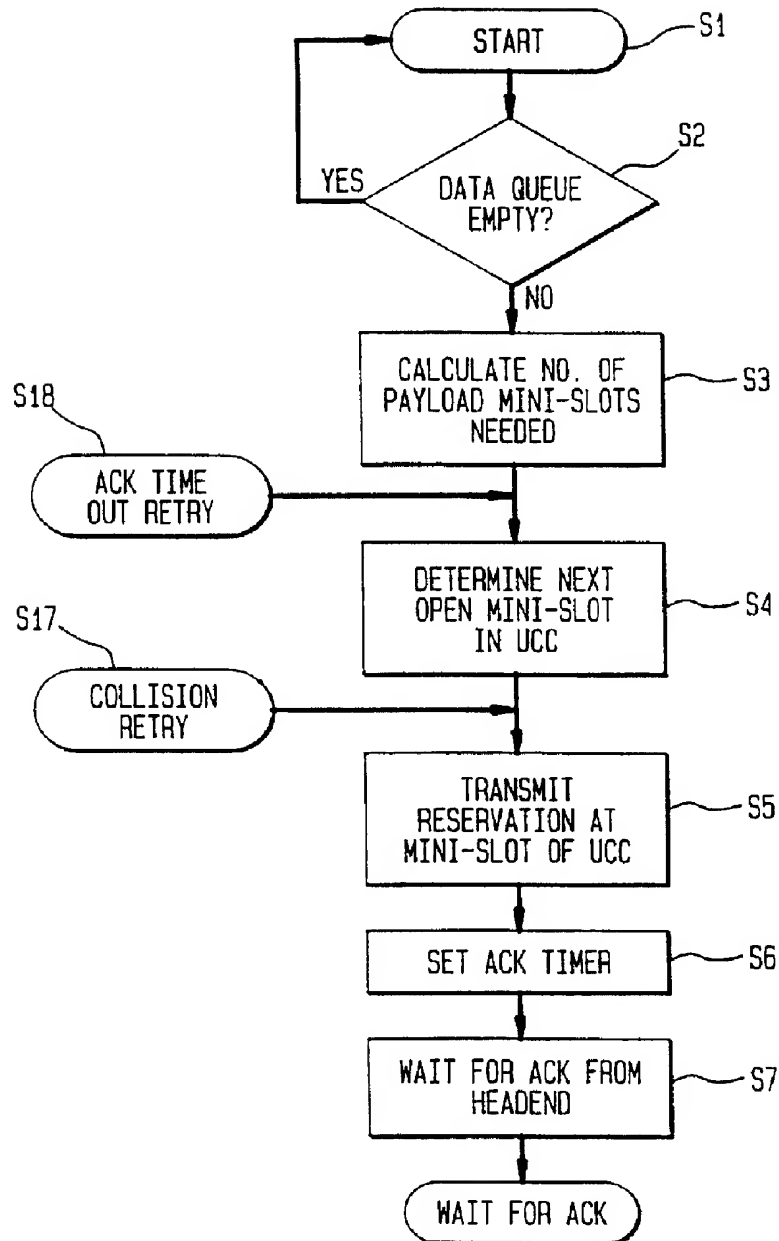 START
S1
S2
YES
DATA QUEUE
EMPTY?
NO
CALCULATE NO. OF
PAYLOAD MINI-SLOTS
NEEDED
S3
S18
ACK TIME
OUT RETRY
DETERMINE NEXT
OPEN MINI-SLOT
IN UCC
S4
S17
COLLISION
RETRY
TRANSMIT
RESERVATION AT
MINI-SLOT OF UCC
S5
SET ACK TIMER
S6
WAIT FOR ACK FROM
HEADEND
S7
WAIT FOR ACK